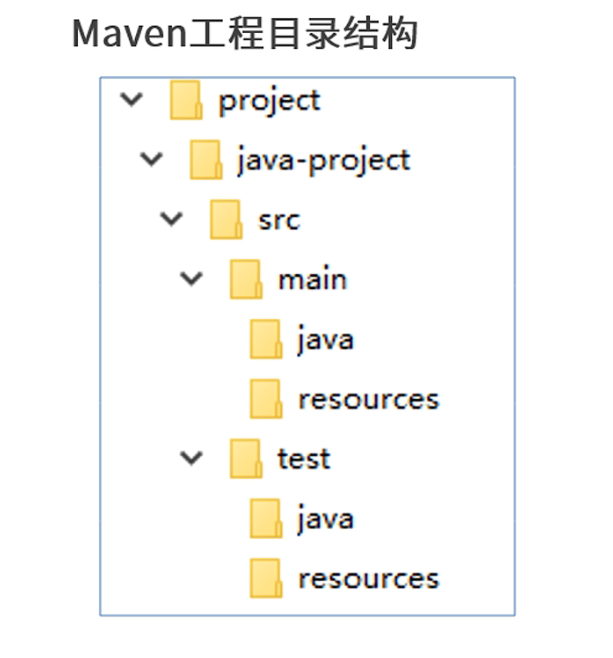 Maven工程目录结构
project
java-project
src
main
java
resources
test
java
resources